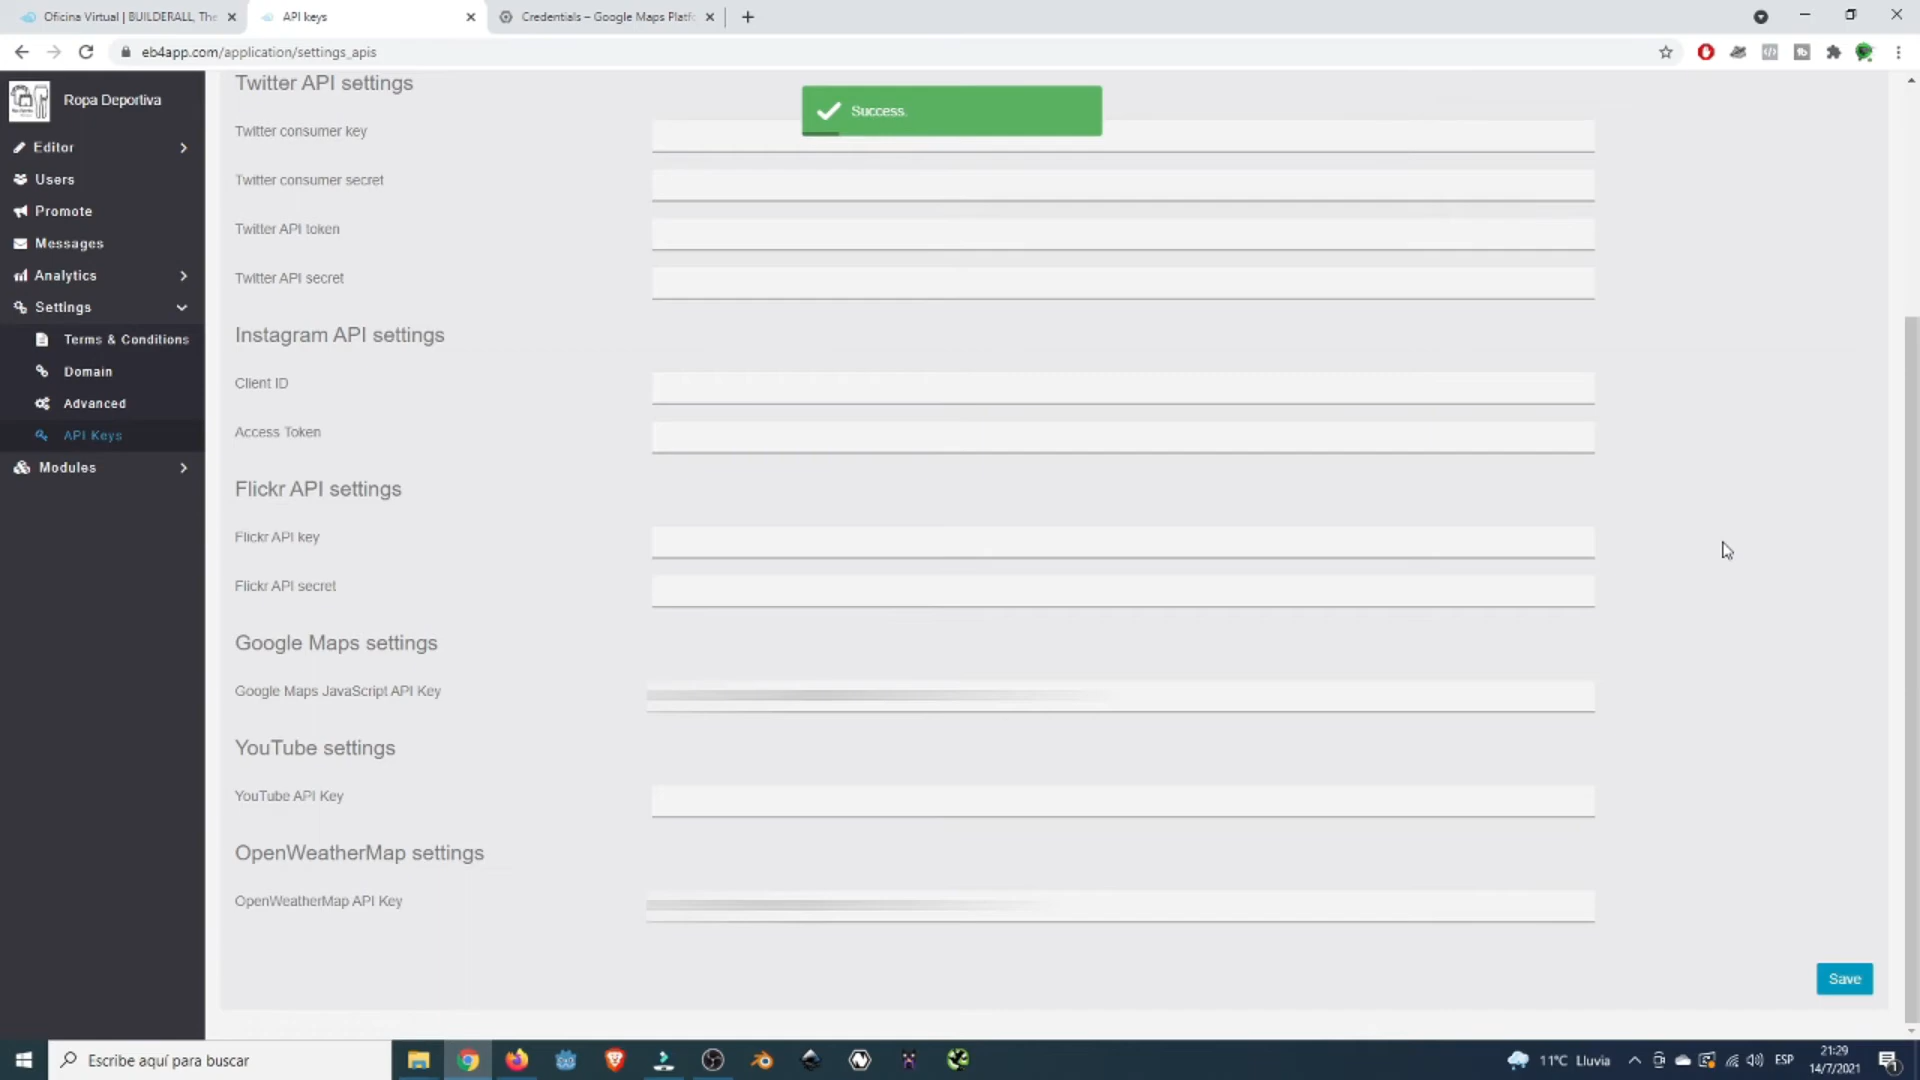 Oficina Virtual | BUILDERALL, The
API keys
Credentials – Google Maps Platfo
eb4app.com/application/settings_apis
Ropa Deportiva
Editor
Users
Promote
Messages
Analytics
Settings
Terms & Conditions
Domain
Advanced
API Keys
Modules
Success.
Twitter API settings
Twitter consumer key
Twitter consumer secret
Twitter API token
Twitter API secret
Instagram API settings
Client ID
Access Token
Flickr API settings
Flickr API key
Flickr API secret
Google Maps settings
Google Maps JavaScript API Key
YouTube settings
YouTube API Key
OpenWeatherMap settings
OpenWeatherMap API Key
Save
Escribe aquí para buscar
11°C Lluvia
ESP
21:29
14/7/2021
1